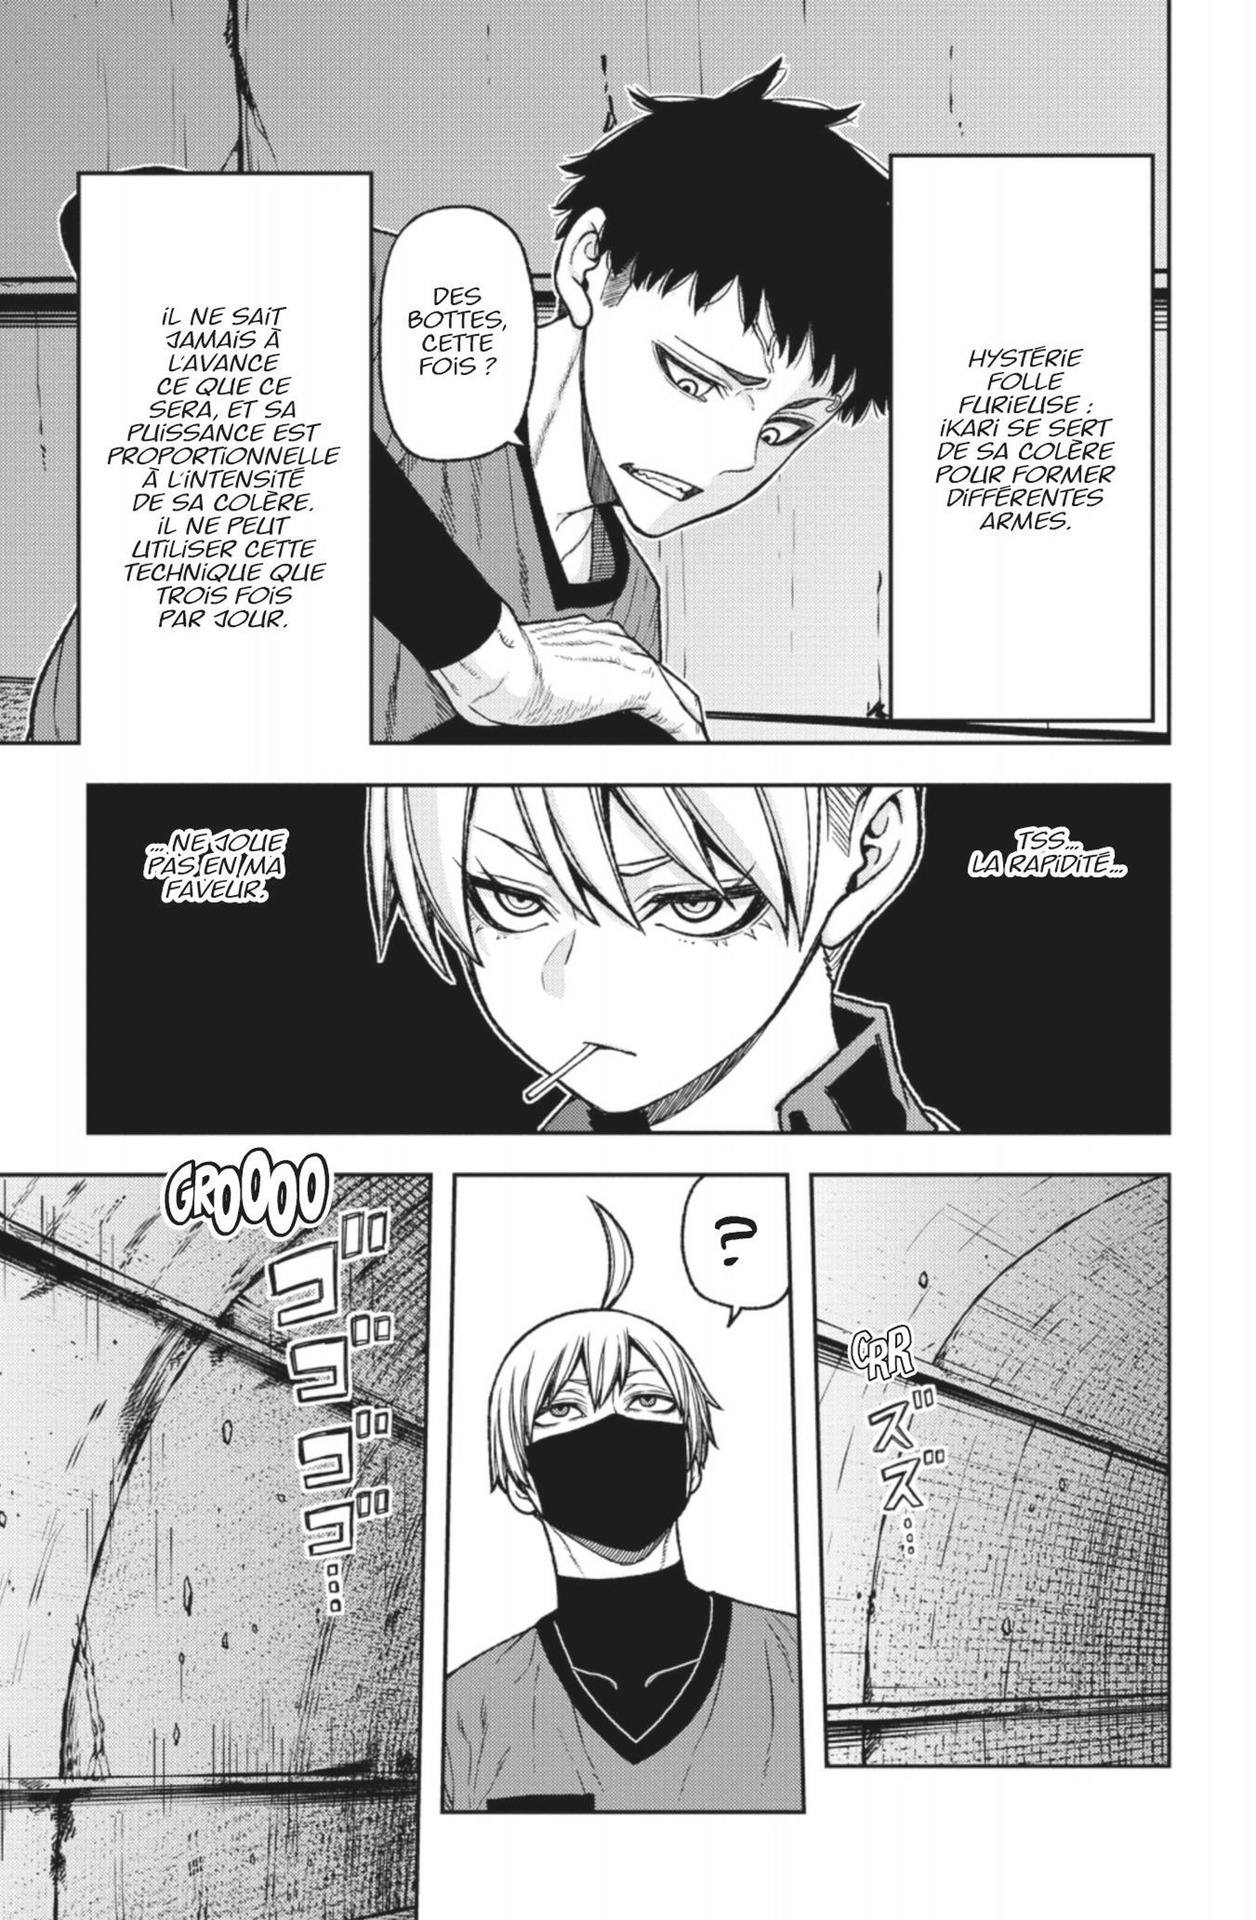 HYSTÉRIE
FOLLE
FURIEUSE :
IKARI SE SERT
DE SA COLÈRE
POUR FORMER
DIFFÉRENTES
ARMES.
DES
BOTTES,
CETTE
FOIS ?
IL NE SAIT
JAMAIS À
L'AVANCE
CE QUE CE
SERA, ET SA
PUISSANCE EST
PROPORTIONNELLE
À L'INTENSITÉ
DE SA COLÈRE.
IL NE PEUT
UTILISER CETTE
TECHNIQUE QUE
TROIS FOIS
PAR JOUR.
TSS...
LA RAPIDITÉ...
...NE JOUE
PAS EN MA
FAVEUR.
CRR
ズズズ…
?
GROOOO
ゴゴゴゴ…